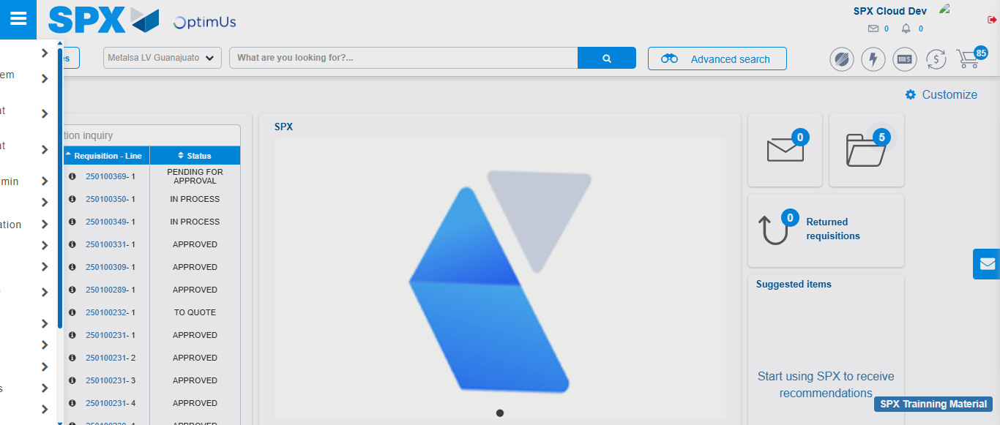 SPX
OptimUs
SPX Cloud Dev
0
0
es
Metalsa LV Guanajuato
What are you looking for?...
Advanced search
85
em
nt
nt
min
ation
s
Customize
tion inquiry
Requisition - Line
Status
250100369- 1
PENDING FOR
APPROVAL
250100350- 1
IN PROCESS
250100349- 1
IN PROCESS
250100331- 1
APPROVED
250100309- 1
APPROVED
250100289- 1
APPROVED
250100232- 1
TO QUOTE
250100231- 1
APPROVED
250100231- 2
APPROVED
250100231- 3
APPROVED
250100231- 4
APPROVED
SPX
0
5
0
Returned
requisitions
Suggested items
Start using SPX to receive
recommendations
SPX Trainning Material